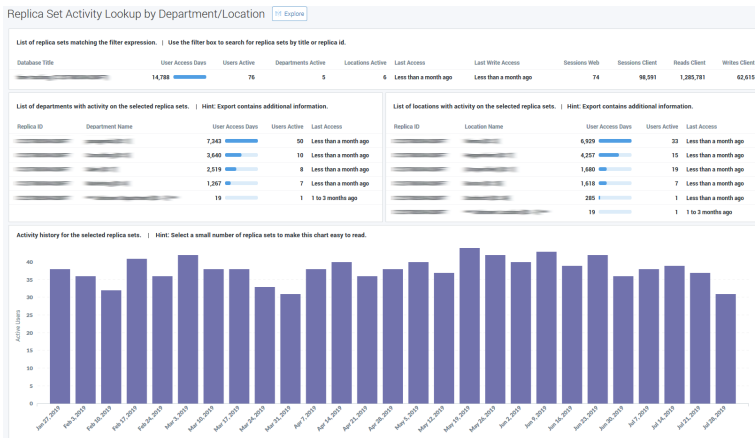 Replica Set Activity Lookup by Department/Location Explore
List of replica sets matching the filter expression. | Use the filter box to search for replica sets by title or replica id.
Database Title User Access Days Users Active Departments Active Locations Active Last Access Last Write Access Sessions Web Sessions Client Reads Client Writes Client
14,788 76 5 6 Less than a month ago Less than a month ago 74 98,591 1,285,781 62,615
List of departments with activity on the selected replica sets. | Hint: Export contains additional information.
Replica ID Department Name User Access Days Users Active Last Access
7,343 50 Less than a month ago
3,640 10 Less than a month ago
2,519 8 Less than a month ago
1,267 7 Less than a month ago
19 1 1 to 3 months ago
List of locations with activity on the selected replica sets. | Hint: Export contains additional information.
Replica ID Location Name User Access Days Users Active Last Access
6,929 33 Less than a month ago
4,257 15 Less than a month ago
1,680 19 Less than a month ago
1,618 7 Less than a month ago
285 1 Less than a month ago
19 1 1 to 3 months ago
Activity history for the selected replica sets. | Hint: Select a small number of replica sets to make this chart easy to read.
Active Users
40
35
30
25
20
15
10
5
0
Jan 27, 2019 Feb 3, 2019 Feb 10, 2019 Feb 17, 2019 Feb 24, 2019 Mar 3, 2019 Mar 10, 2019 Mar 17, 2019 Mar 24, 2019 Mar 31, 2019 Apr 7, 2019 Apr 14, 2019 Apr 21, 2019 Apr 28, 2019 May 5, 2019 May 12, 2019 May 19, 2019 May 26, 2019 Jun 2, 2019 Jun 9, 2019 Jun 16, 2019 Jun 23, 2019 Jun 30, 2019 Jul 7, 2019 Jul 14, 2019 Jul 21, 2019 Jul 28, 2019